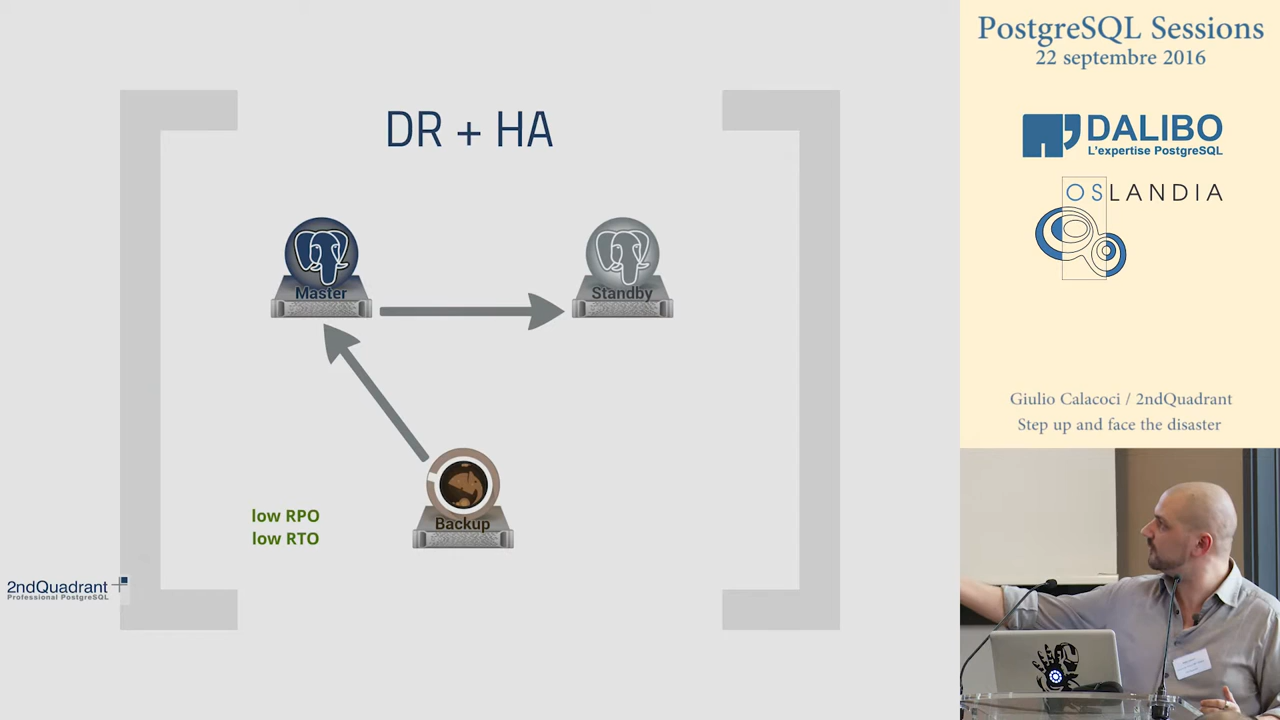 DR + HA
Master
Standby
Backup
low RPO
low RTO
2ndQuadrant
Professional PostgreSQL
PostgreSQL Sessions
22 septembre 2016
DALIBO
L'expertise PostgreSQL
OSLANDIA
Giulio Calacoci / 2ndQuadrant
Step up and face the disaster